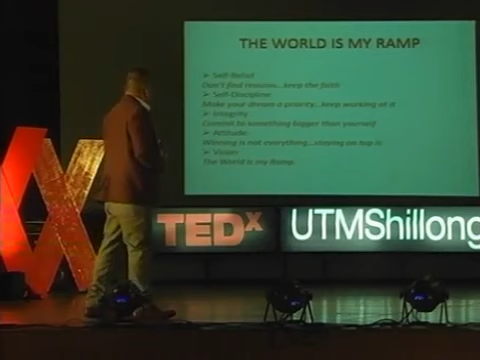 THE WORLD IS MY RAMP
➢ Self-Belief
Don't find reasons...keep the faith
➢ Self-Discipline
Make your dream a priority...keep working at it
➢ Integrity
Commit to something bigger than yourself
➢ Attitude
Winning is not everything...staying on top is
➢ Vision
The World is my Ramp
TEDx UTMShillong